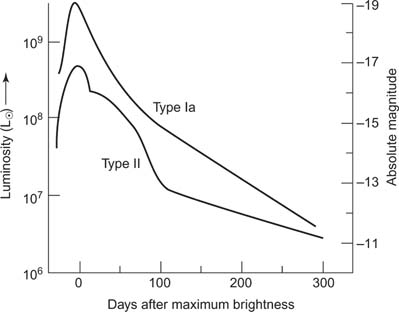 Luminosity (L☉) ⟶
10⁹
10⁸
10⁷
10⁶
Type Ia
Type II
–19
–17
–15
–13
–11
Absolute magnitude
0 100 200 300
Days after maximum brightness